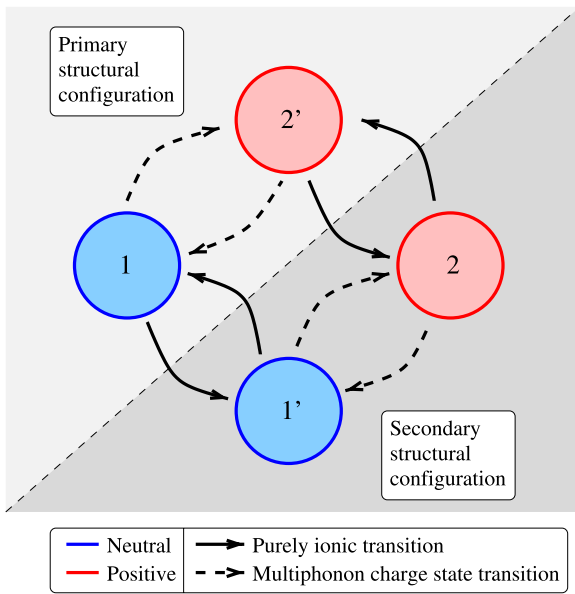 Primary
structural
configuration
2’
1
2
1’
Secondary
structural
configuration
Neutral
Purely ionic transition
Positive
Multiphonon charge state transition